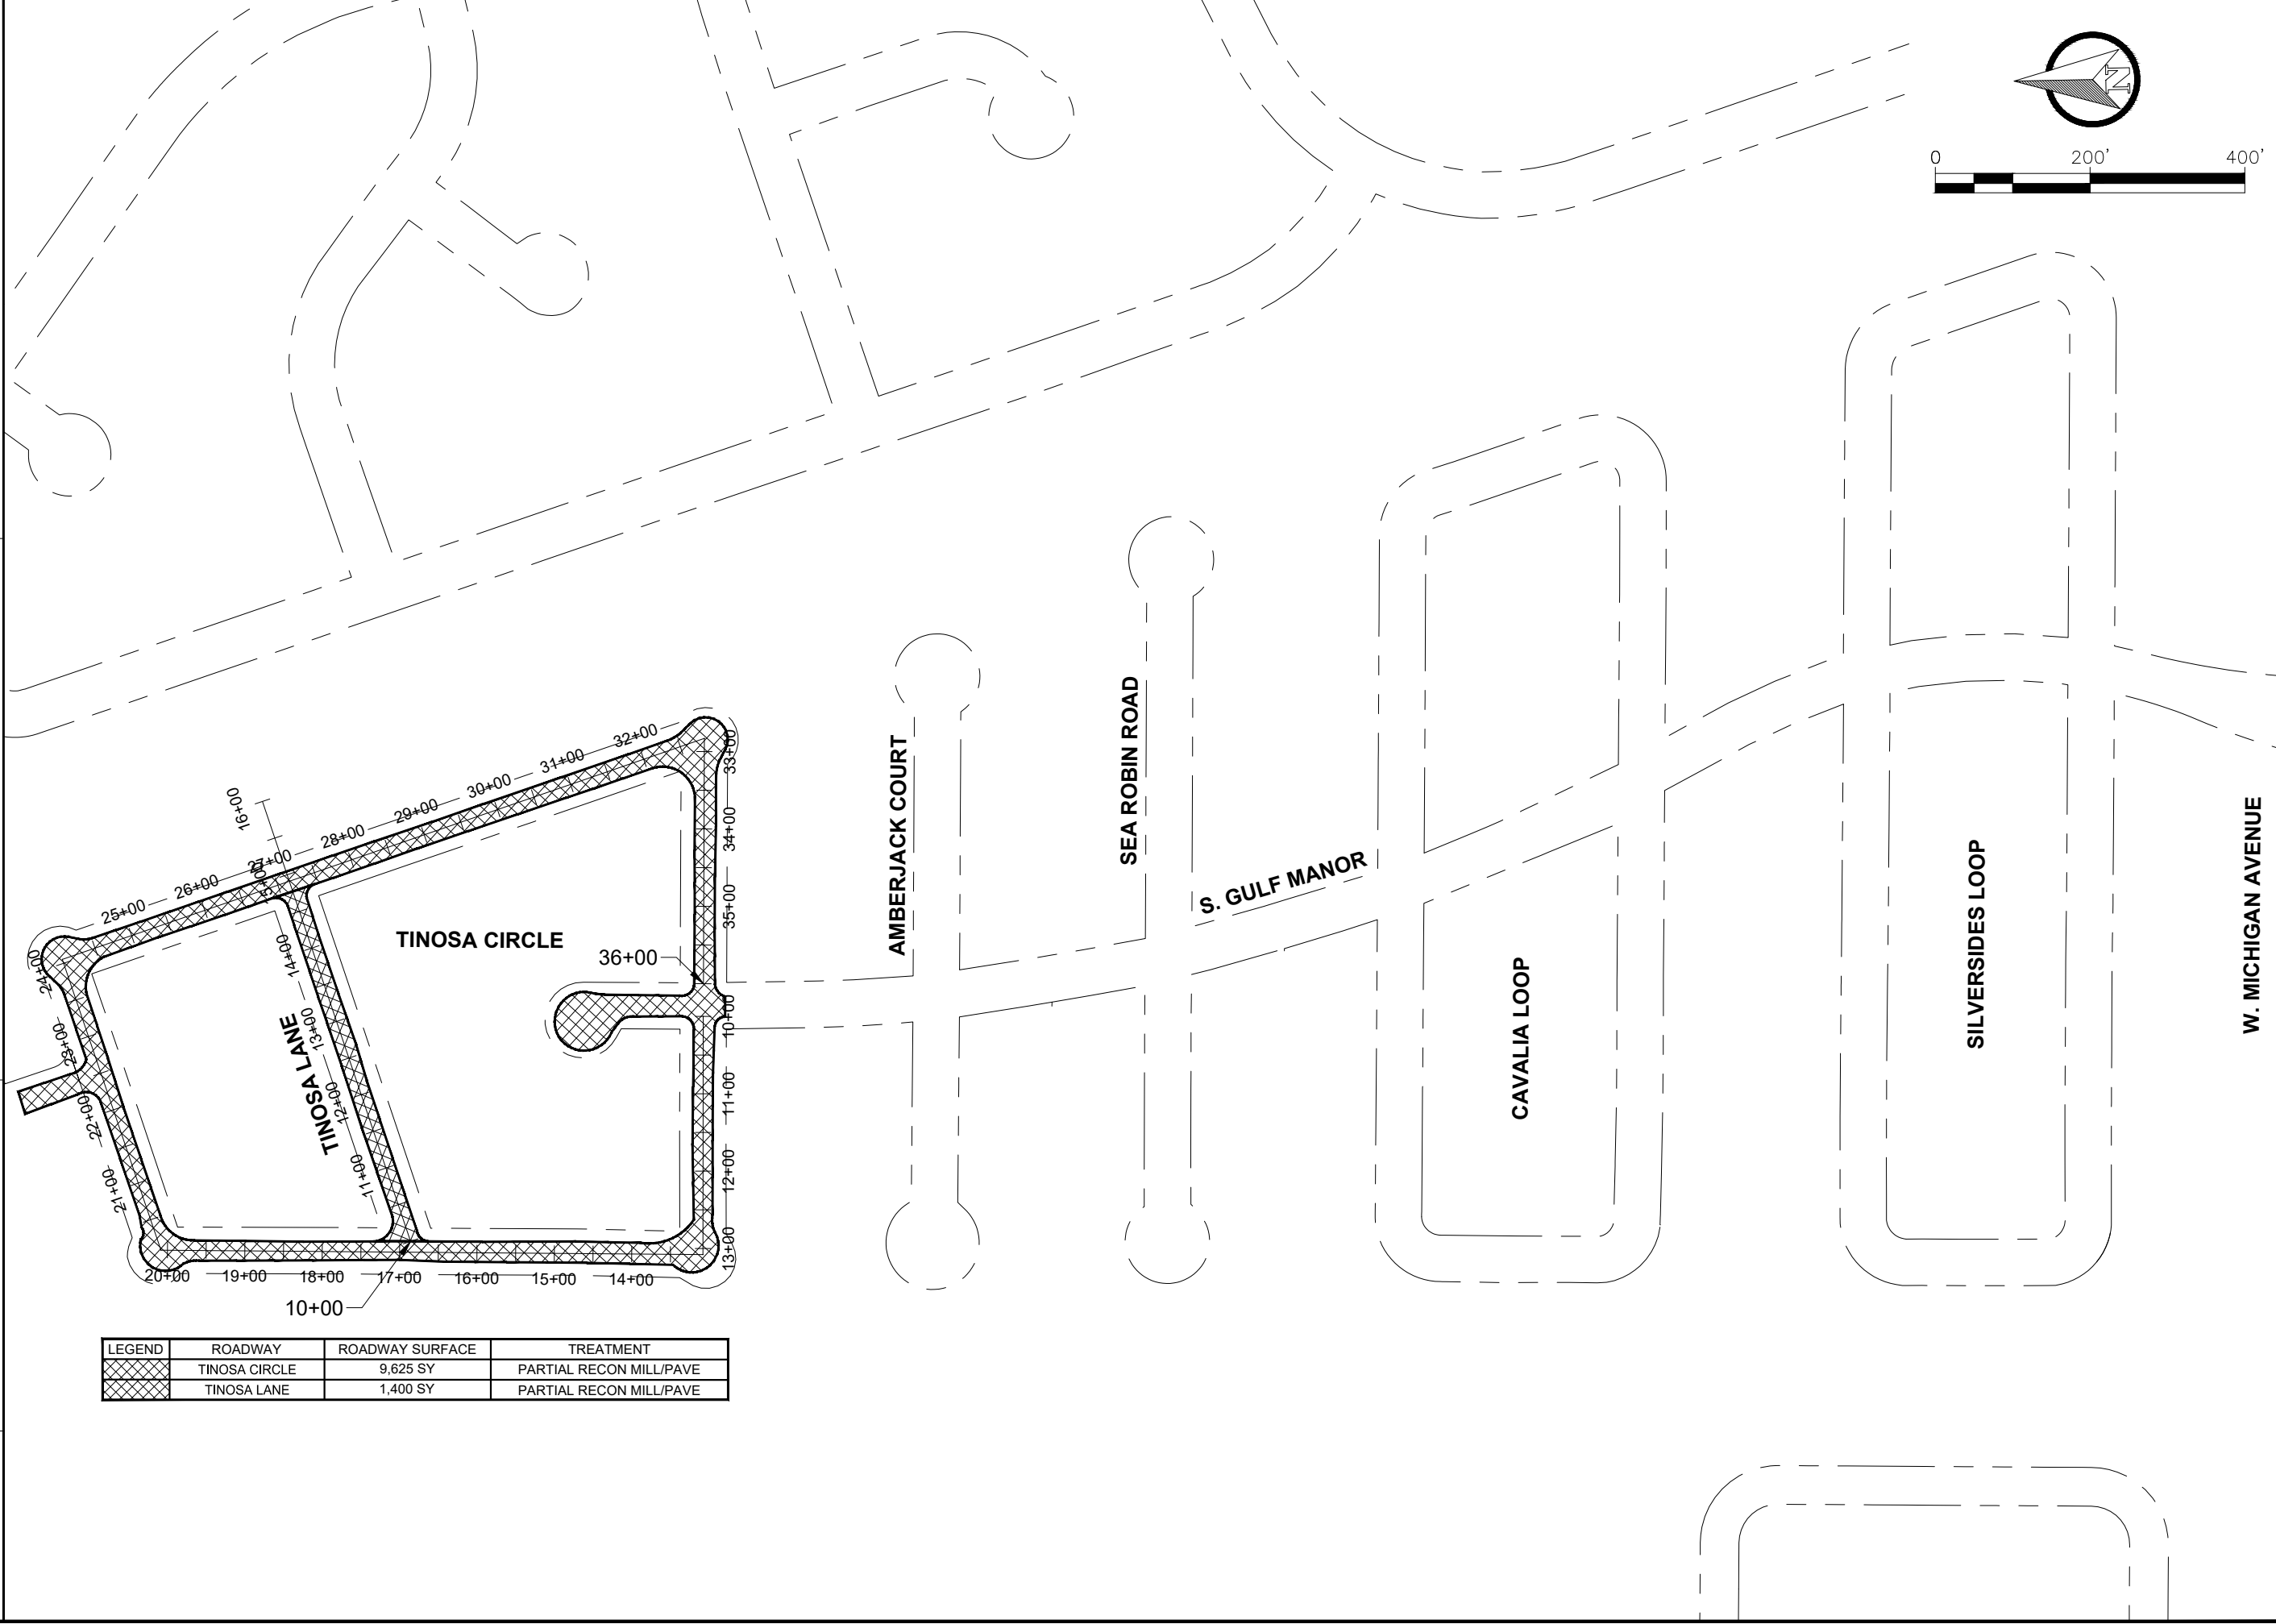 N
0 200' 400'
32+00
33+00
31+00
30+00
16+00
29+00
28+00
34+00
27+00
26+00
25+00
35+00
AMBERJACK COURT
SEA ROBIN ROAD
S. GULF MANOR
CAVALIA LOOP
SILVERSIDES LOOP
W. MICHIGAN AVENUE
TINOSA CIRCLE
36+00
24+00
14+00
13+00
10+00
TINOSA LANE
23+00
12+00
11+00
22+00
11+00
12+00
21+00
13+00
20+00 19+00 18+00 17+00 16+00 15+00 14+00
10+00
LEGEND ROADWAY ROADWAY SURFACE TREATMENT
TINOSA CIRCLE 9,625 SY PARTIAL RECON MILL/PAVE
TINOSA LANE 1,400 SY PARTIAL RECON MILL/PAVE